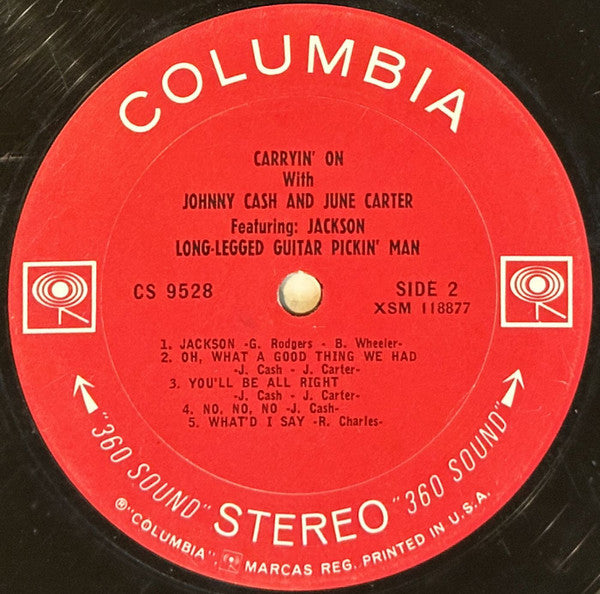 COLUMBIA
CARRYIN' ON
With
JOHNNY CASH AND JUNE CARTER
Featuring: JACKSON
LONG-LEGGED GUITAR PICKIN' MAN
CS 9528
SIDE 2
XSM 118877
1. JACKSON -G. Rodgers - B. Wheeler-
2. OH, WHAT A GOOD THING WE HAD
-J. Cash - J. Carter-
3. YOU'LL BE ALL RIGHT
-J. Cash - J. Carter-
4. NO, NO, NO -J. Cash-
5. WHAT'D I SAY -R. Charles-
"360 SOUND" STEREO "360 SOUND"
®"COLUMBIA", MARCAS REG. PRINTED IN U.S.A.